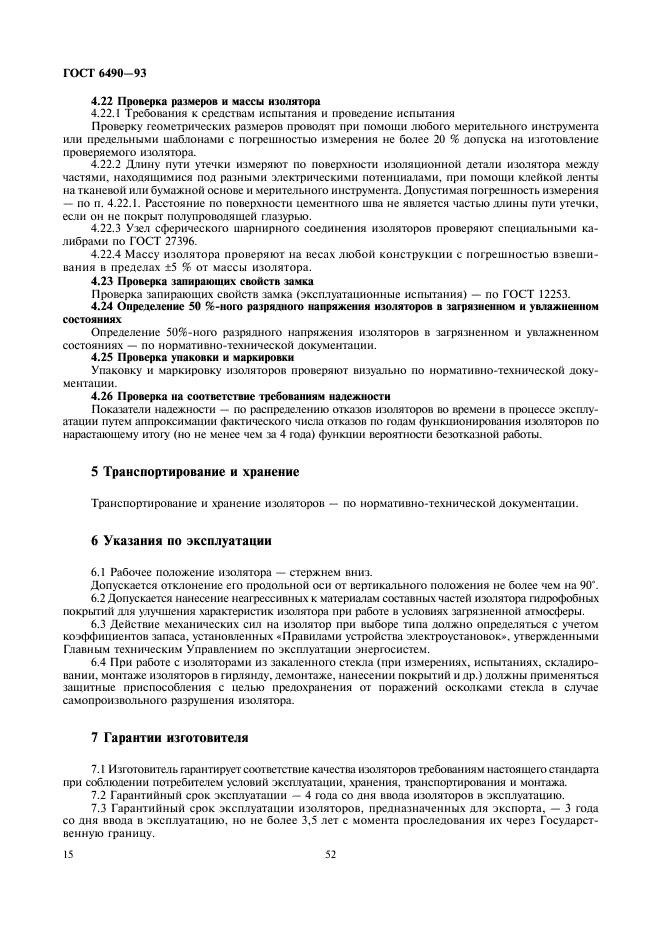 ГОСТ 6490—93
4.22 Проверка размеров и массы изолятора
4.22.1 Требования к средствам испытания и проведение испытания
Проверку геометрических размеров проводят при помощи любого мерительного инструмента
или предельными шаблонами с погрешностью измерения не более 20 % допуска на изготовление
проверяемого изолятора.
4.22.2 Длину пути утечки измеряют по поверхности изоляционной детали изолятора между
частями, находящимися под разными электрическими потенциалами, при помощи клейкой ленты
на тканевой или бумажной основе и мерительного инструмента. Допустимая погрешность измерения
— по п. 4.22.1. Расстояние по поверхности цементного шва не является частью длины пути утечки,
если он не покрыт полупроводящей глазурью.
4.22.3 Узел сферического шарнирного соединения изоляторов проверяют специальными ка-
либрами по ГОСТ 27396.
4.22.4 Массу изолятора проверяют на весах любой конструкции с погрешностью взвеши-
вания в пределах ±5 % от массы изолятора.
4.23 Проверка запирающих свойств замка
Проверка запирающих свойств замка (эксплуатационные испытания) — по ГОСТ 12253.
4.24 Определение 50 %-ного разрядного напряжения изоляторов в загрязненном и увлажненном
состояниях
Определение 50%-ного разрядного напряжения изоляторов в загрязненном и увлажненном
состояниях — по нормативно-технической документации.
4.25 Проверка упаковки и маркировки
Упаковку и маркировку изоляторов проверяют визуально по нормативно-технической доку-
ментации.
4.26 Проверка на соответствие требованиям надежности
Показатели надежности — по распределению отказов изоляторов во времени в процессе эксплу-
атации путем аппроксимации фактического числа отказов по годам функционирования изоляторов по
нарастающему итогу (но не менее чем за 4 года) функции вероятности безотказной работы.
5 Транспортирование и хранение
Транспортирование и хранение изоляторов — по нормативно-технической документации.
6 Указания по эксплуатации
6.1 Рабочее положение изолятора — стержнем вниз.
Допускается отклонение его продольной оси от вертикального положения не более чем на 90°.
6.2 Допускается нанесение неагрессивных к материалам составных частей изолятора гидрофобных
покрытий для улучшения характеристик изолятора при работе в условиях загрязненной атмосферы.
6.3 Действие механических сил на изолятор при выборе типа должно определяться с учетом
коэффициентов запаса, установленных «Правилами устройства электроустановок», утвержденными
Главным техническим Управлением по эксплуатации энергосистем.
6.4 При работе с изоляторами из закаленного стекла (при измерениях, испытаниях, складиро-
вании, монтаже изоляторов в гирлянду, демонтаже, нанесении покрытий и др.) должны применяться
защитные приспособления с целью предохранения от поражений осколками стекла в случае
самопроизвольного разрушения изолятора.
7 Гарантии изготовителя
7.1 Изготовитель гарантирует соответствие качества изоляторов требованиям настоящего стандарта
при соблюдении потребителем условий эксплуатации, хранения, транспортирования и монтажа.
7.2 Гарантийный срок эксплуатации — 4 года со дня ввода изоляторов в эксплуатацию.
7.3 Гарантийный срок эксплуатации изоляторов, предназначенных для экспорта, — 3 года
со дня ввода в эксплуатацию, но не более 3,5 лет с момента проследования их через Государст-
венную границу.
15 52